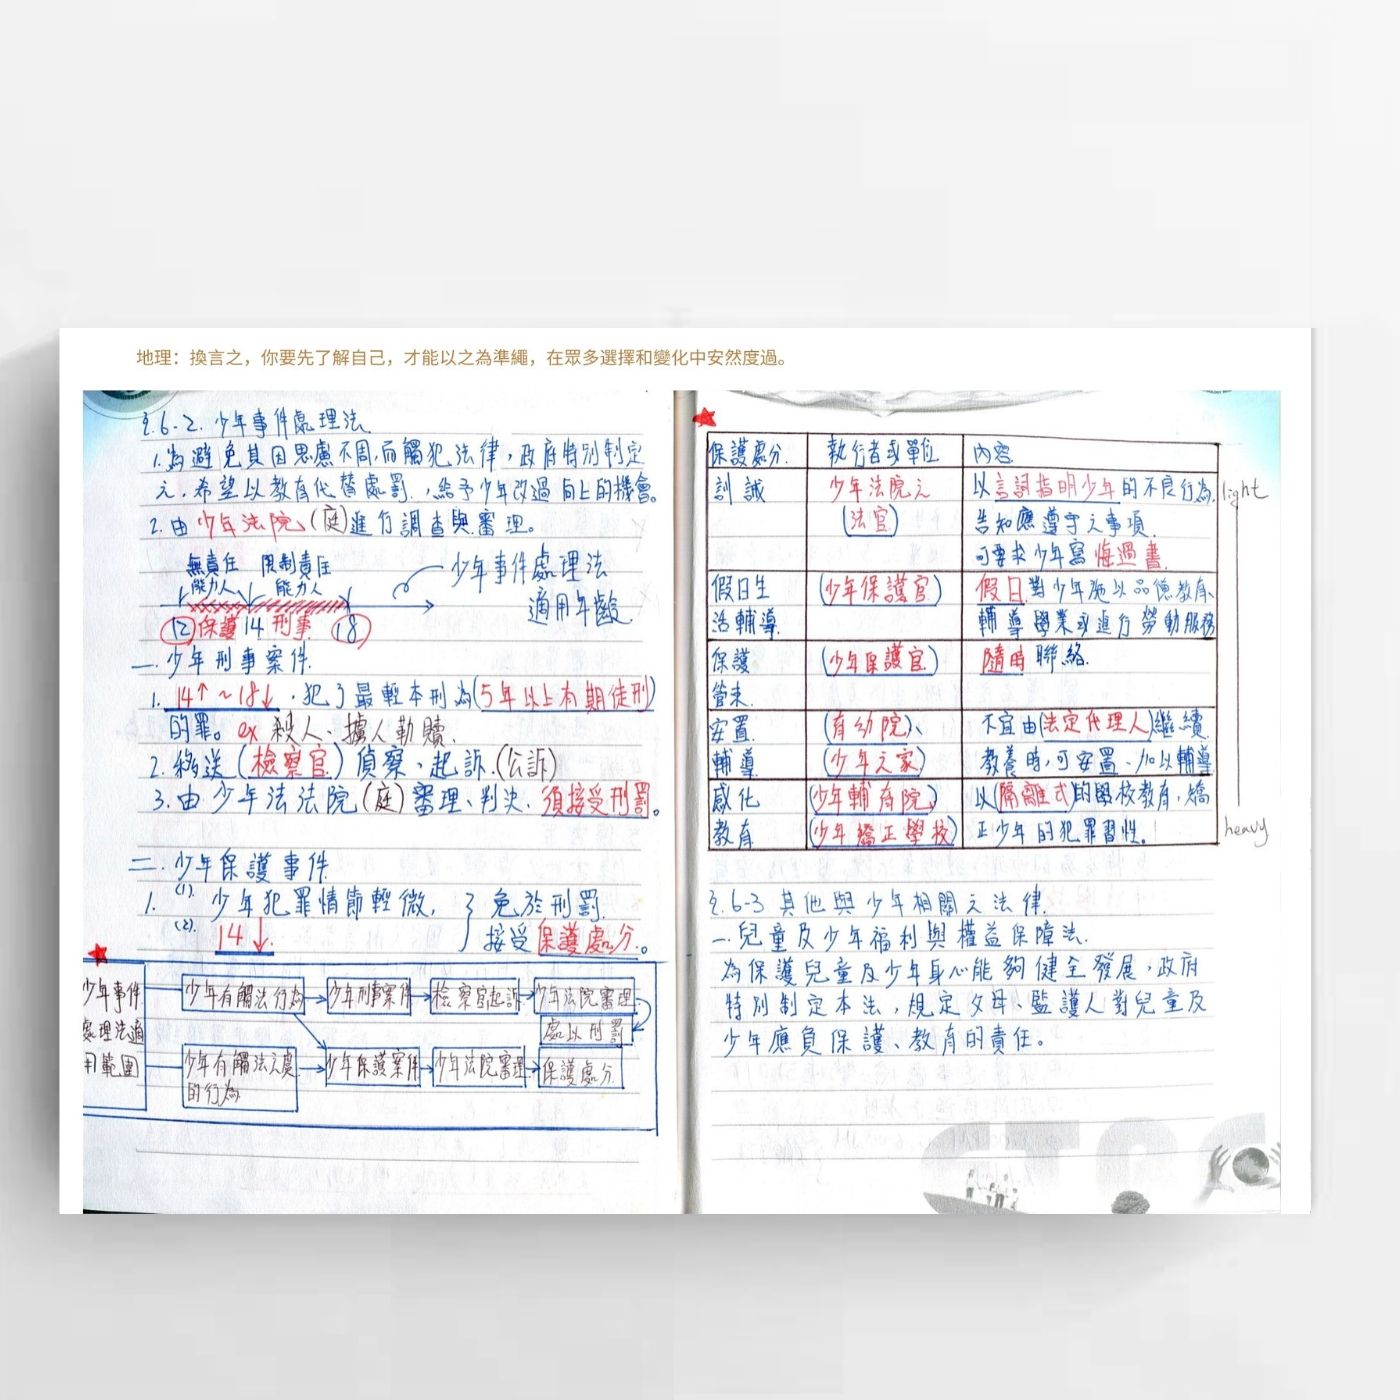 地理：換言之，你要先了解自己，才能以之為準繩，在眾多選擇和變化中安然度過。
§.6-2. 少年事件處理法
1.為避免其因思慮不周,而觸犯法律，政府特別制定
之.希望以教育代替處罰.,給予少年改過向上的機會。
2.由少年法院(庭)進行調查與審理。
無責任 限制責任
能力人 能力人
少年事件處理法
適用年齡
12 保護 14 刑事 18
一.少年刑事案件
1. 14↑~18↓，犯了最輕本刑為(5年以上有期徒刑)
的罪。ex 殺人、擄人勒贖.
2.移送(檢察官)偵察、起訴.(公訴)
3.由少年法法院(庭)審理、判決.須接受刑罰。
二.少年保護事件
1. (1). 少年犯罪情節輕微, } 免於刑罰.
(2). 14↓. 接受保護處分.。
少年事件
處理法適
用範圍
少年有觸法行為→少年刑事案件→檢察官起訴→少年法院審理
處以刑罰
少年有觸法之處
的行為
→少年保護案件→少年法院審理→保護處分
保護處分. 執行者或單位 內容
訓誡 少年法院之 以言詞指明少年的不良行為, light
(法官) 告知應遵守之事項.
可要求少年寫悔過書
假日生 (少年保護官) 假日對少年施以品德教育、
活輔導. 輔導學業或進行勞動服務
保護 (少年保護官) 隨時聯絡.
管束.
安置 (育幼院)、 不宜由(法定代理人)繼續
輔導 (少年之家) 教養時,可安置、加以輔導
感化 (少年輔育院) 以(隔離式)的學校教育,矯
教育 (少年矯正學校) 正少年的犯罪習性。 heavy
§.6-3 其他與少年相關之法律.
一.兒童及少年福利與權益保障法.
為保護兒童及少年身心能夠健全發展，政府
特別制定本法，規定父母、監護人對兒童及
少年應負保護、教育的責任。